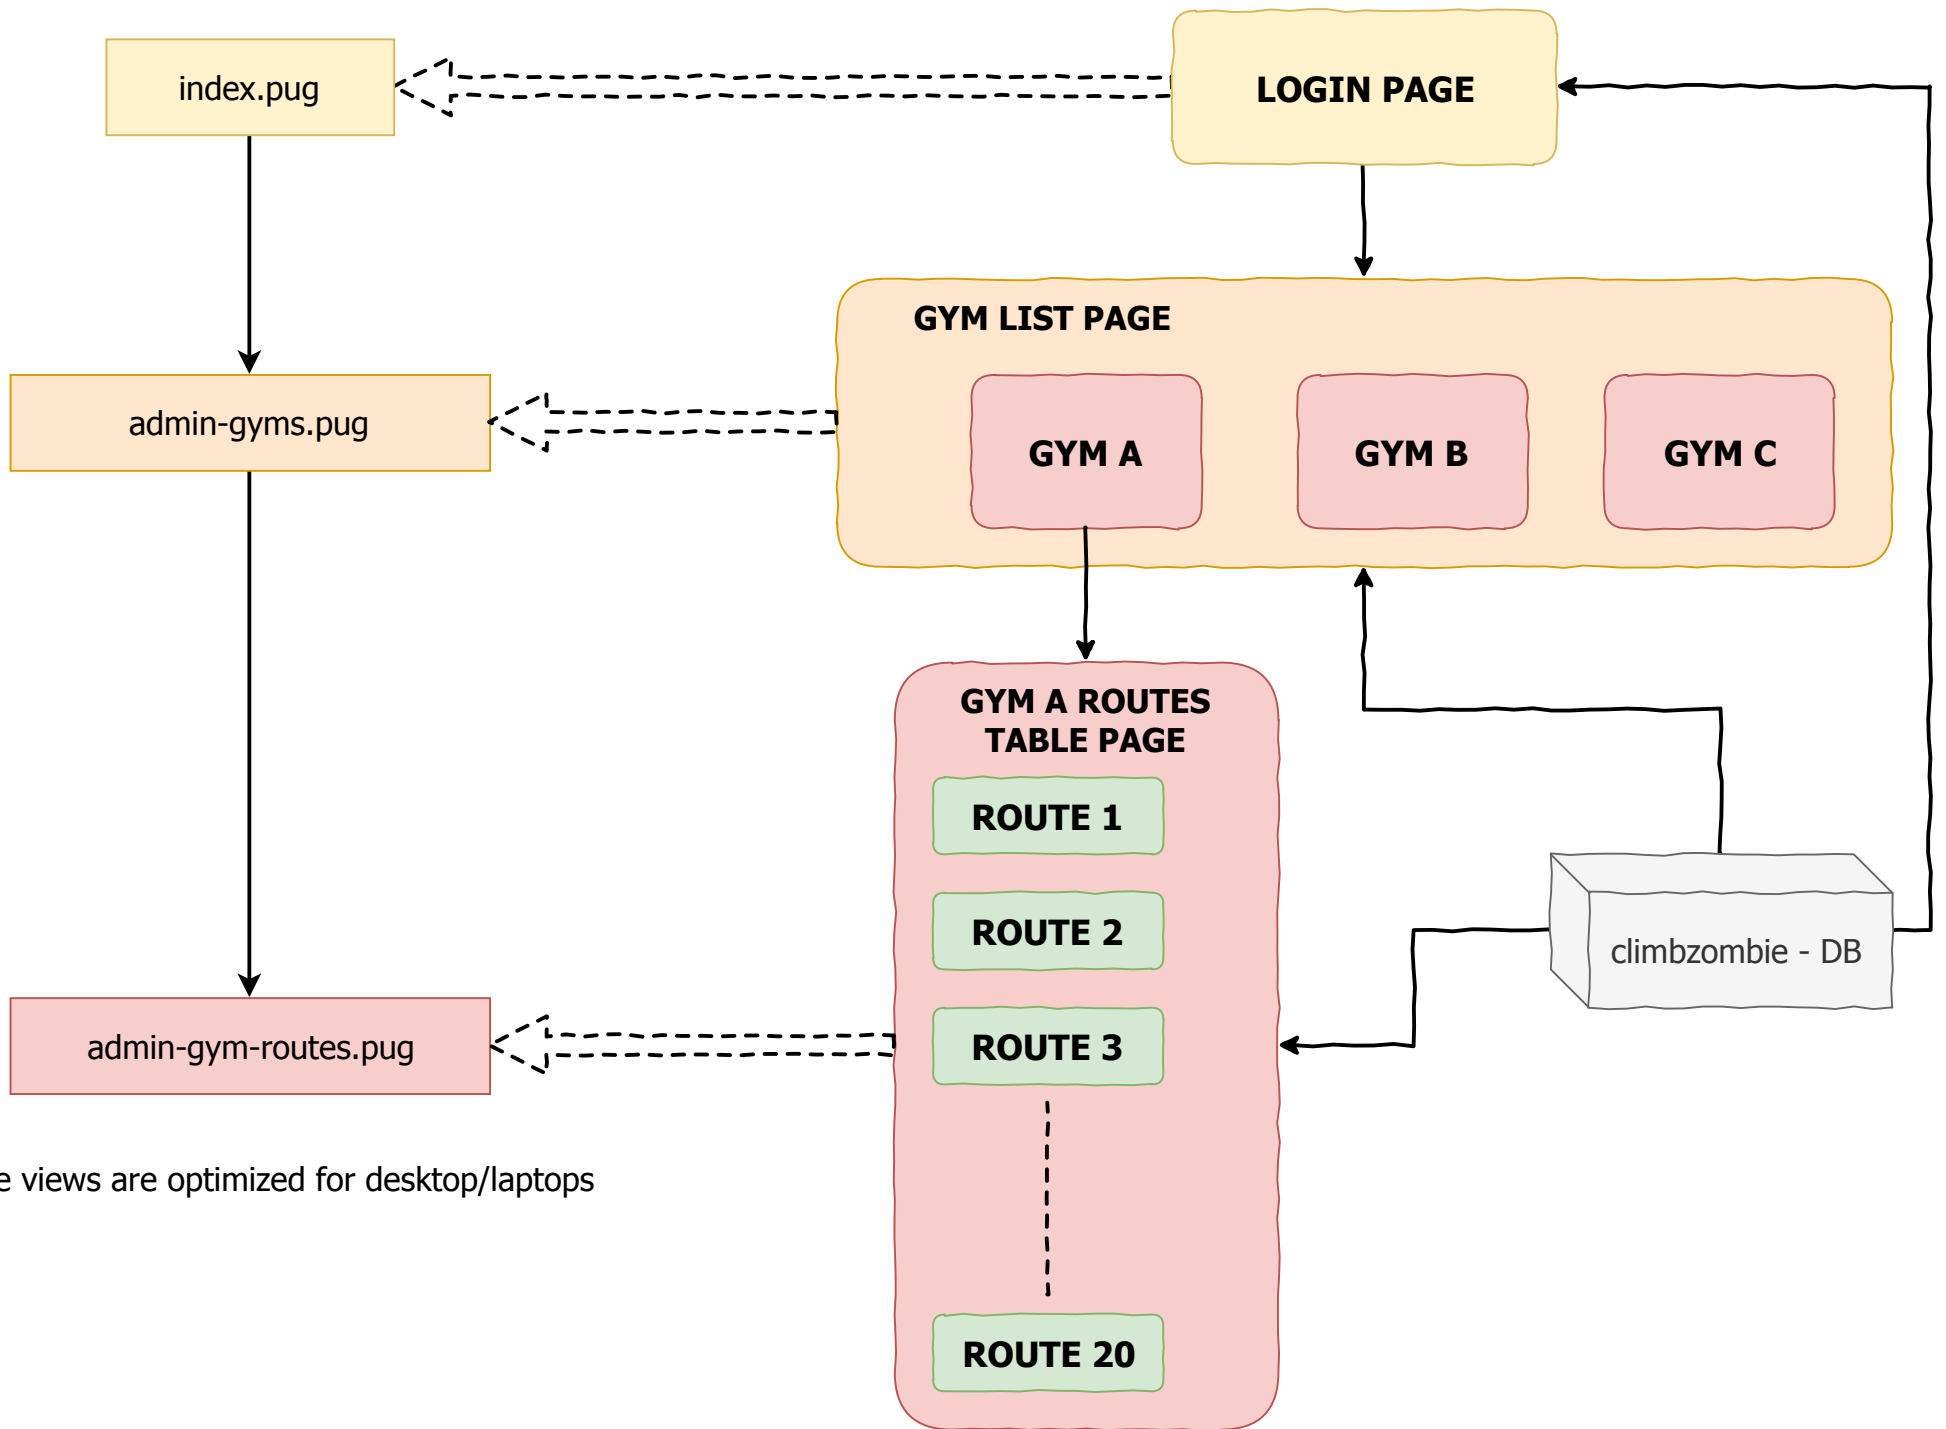 index.pug
LOGIN PAGE
GYM LIST PAGE
admin-gyms.pug
GYM A
GYM B
GYM C
GYM A ROUTES
TABLE PAGE
ROUTE 1
ROUTE 2
climbzombie - DB
admin-gym-routes.pug
ROUTE 3
views are optimized for desktop/laptops
ROUTE 20